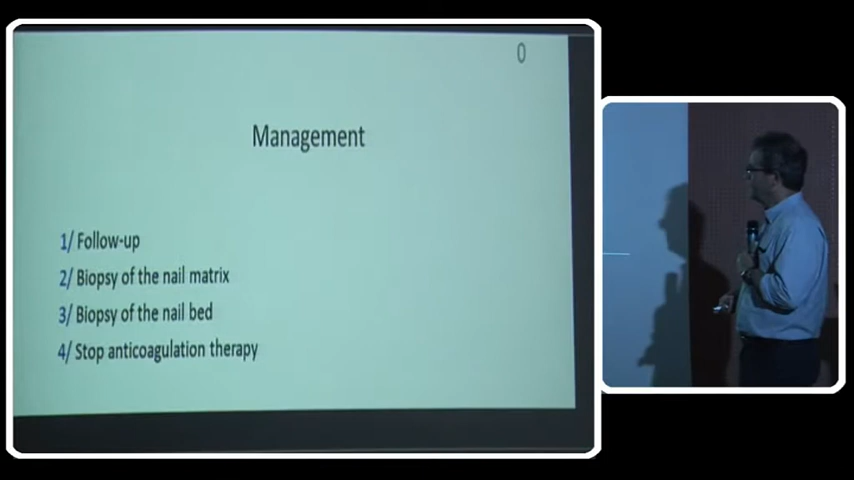 0
Management
1/ Follow-up
2/ Biopsy of the nail matrix
3/ Biopsy of the nail bed
4/ Stop anticoagulation therapy